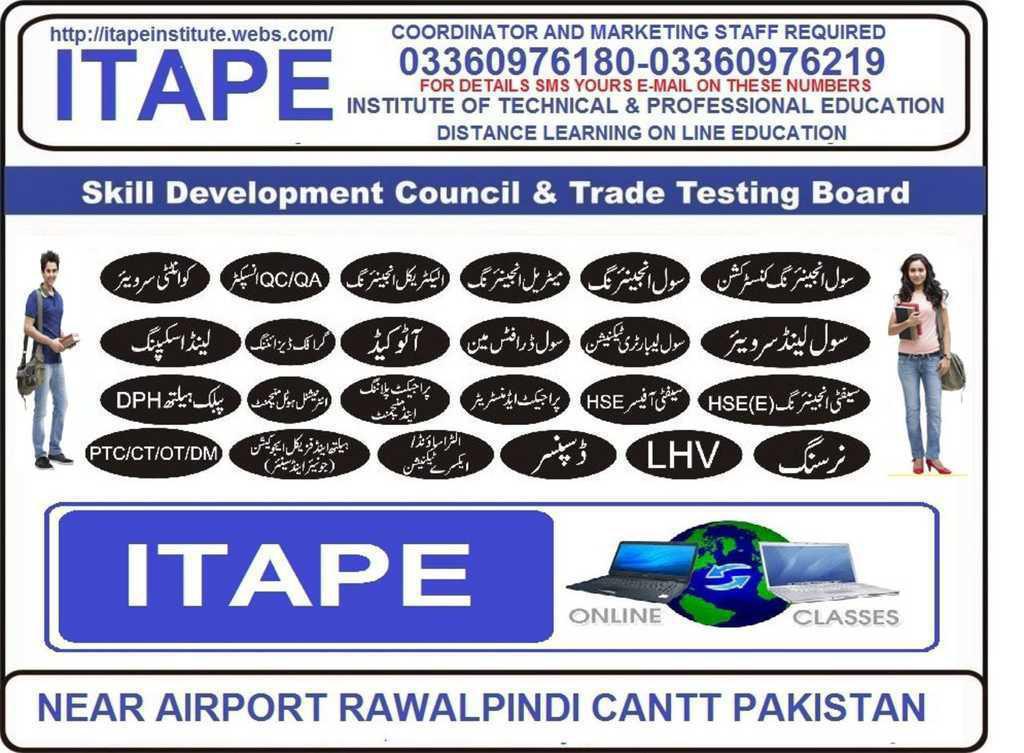 http://itapeinstitute.webs.com/
ITAPE
COORDINATOR AND MARKETING STAFF REQUIRED
03360976180-03360976219
FOR DETAILS SMS YOURS E-MAIL ON THESE NUMBERS
INSTITUTE OF TECHNICAL & PROFESSIONAL EDUCATION
DISTANCE LEARNING ON LINE EDUCATION
Skill Development Council & Trade Testing Board
سول انجینئرنگ کنسٹرکشن
سول انجینئرنگ
میٹریل انجینئرنگ
الیکٹریکل انجینئرنگ
QC/QA انسپکٹر
کوانٹٹی سرویئر
سول لینڈ سرویئر
سول لیبارٹری ٹیکنیشن
سول ڈرافٹس مین
آٹو کیڈ
گرافک ڈیزائننگ
لینڈ اسکیپنگ
سیفٹی انجینئرنگ HSE(E)
سیفٹی آفیسر HSE
پراجیکٹ ایڈمنسٹریٹر
پراجیکٹ پلاننگ
اینڈ منیجمنٹ
انٹرنیشنل ہوٹل منیجمنٹ
پبلک ہیلتھ DPH
نرسنگ
LHV
ڈسپنسر
الٹراساؤنڈ/
ایکسرے ٹیکنیشن
ہیلتھ اینڈ فزیکل ایجوکیشن
(جونیئر اینڈ سینئر)
PTC/CT/OT/DM
ITAPE
ONLINE CLASSES
NEAR AIRPORT RAWALPINDI CANTT PAKISTAN